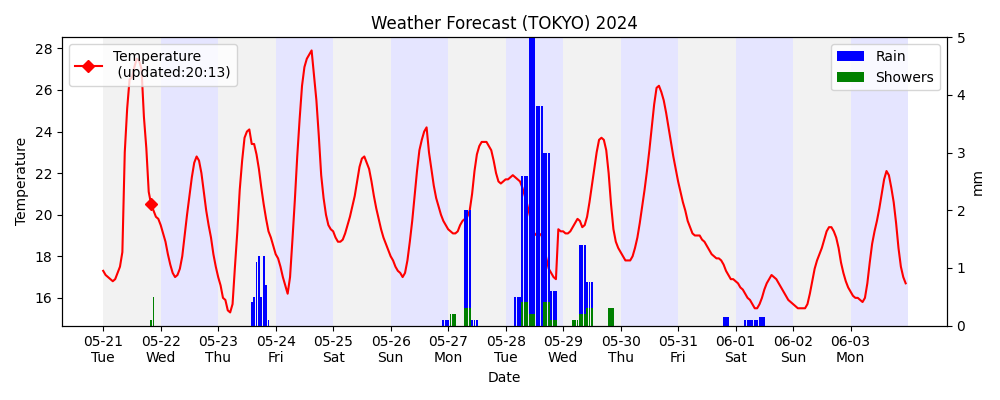 Weather Forecast (TOKYO) 2024
Temperature
(updated:20:13)
Rain
Showers
Temperature
28
26
24
22
20
18
16
5
4
3
2
1
0
mm
05-21 05-22 05-23 05-24 05-25 05-26 05-27 05-28 05-29 05-30 05-31 06-01 06-02 06-03
Tue Wed Thu Fri Sat Sun Mon Tue Wed Thu Fri Sat Sun Mon
Date